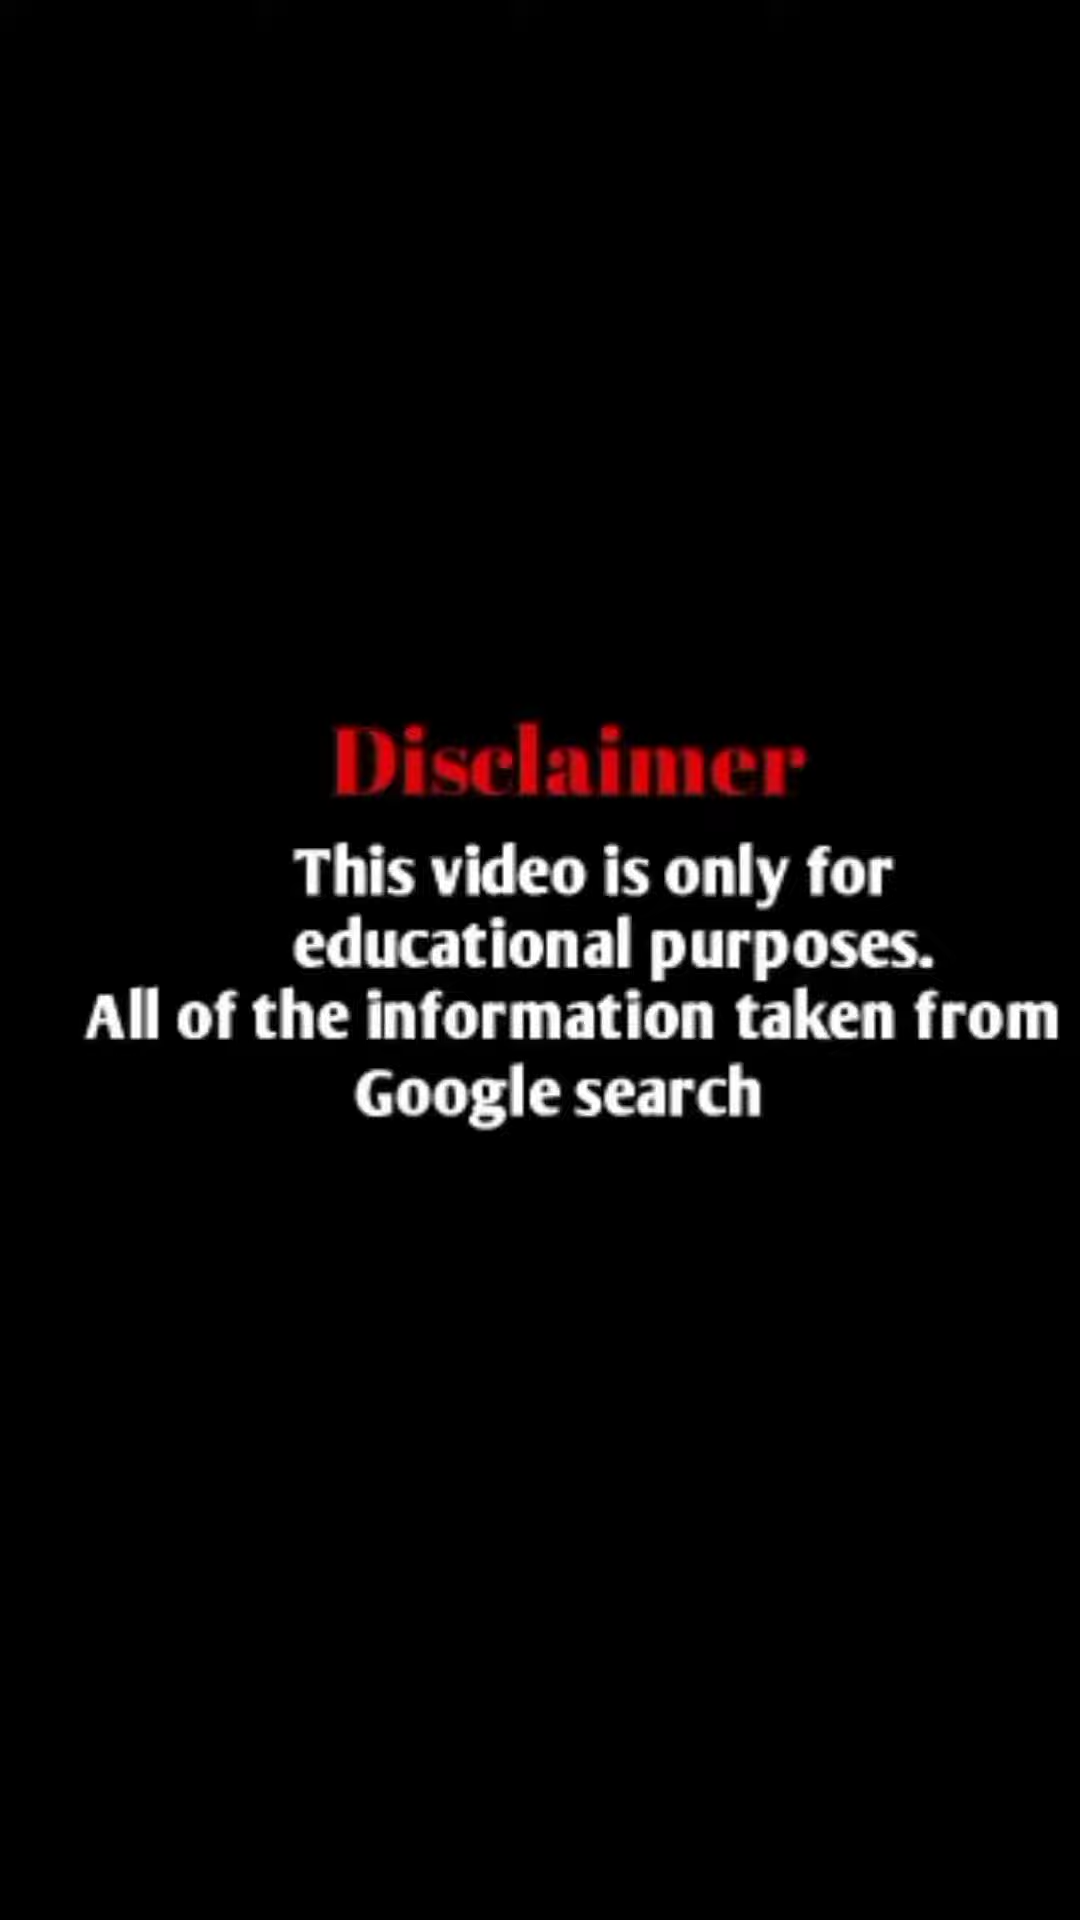 Disclaimer
This video is only for
educational purposes.
All of the information taken from
Google search